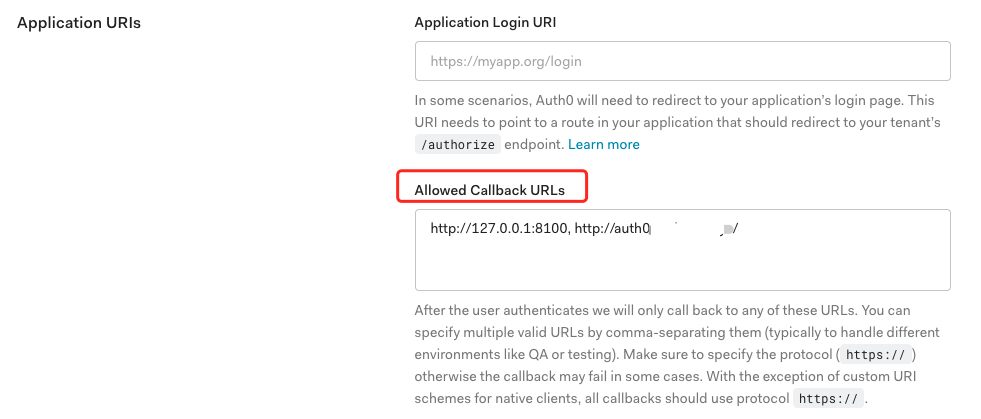 Application URIs
Application Login URI
https://myapp.org/login
In some scenarios, Auth0 will need to redirect to your application's login page. This
URI needs to point to a route in your application that should redirect to your tenant's
/authorize endpoint. Learn more
Allowed Callback URLs
http://127.0.0.1:8100, http://auth0 /
After the user authenticates we will only call back to any of these URLs. You can
specify multiple valid URLs by comma-separating them (typically to handle different
environments like QA or testing). Make sure to specify the protocol ( https:// )
otherwise the callback may fail in some cases. With the exception of custom URI
schemes for native clients, all callbacks should use protocol https:// .